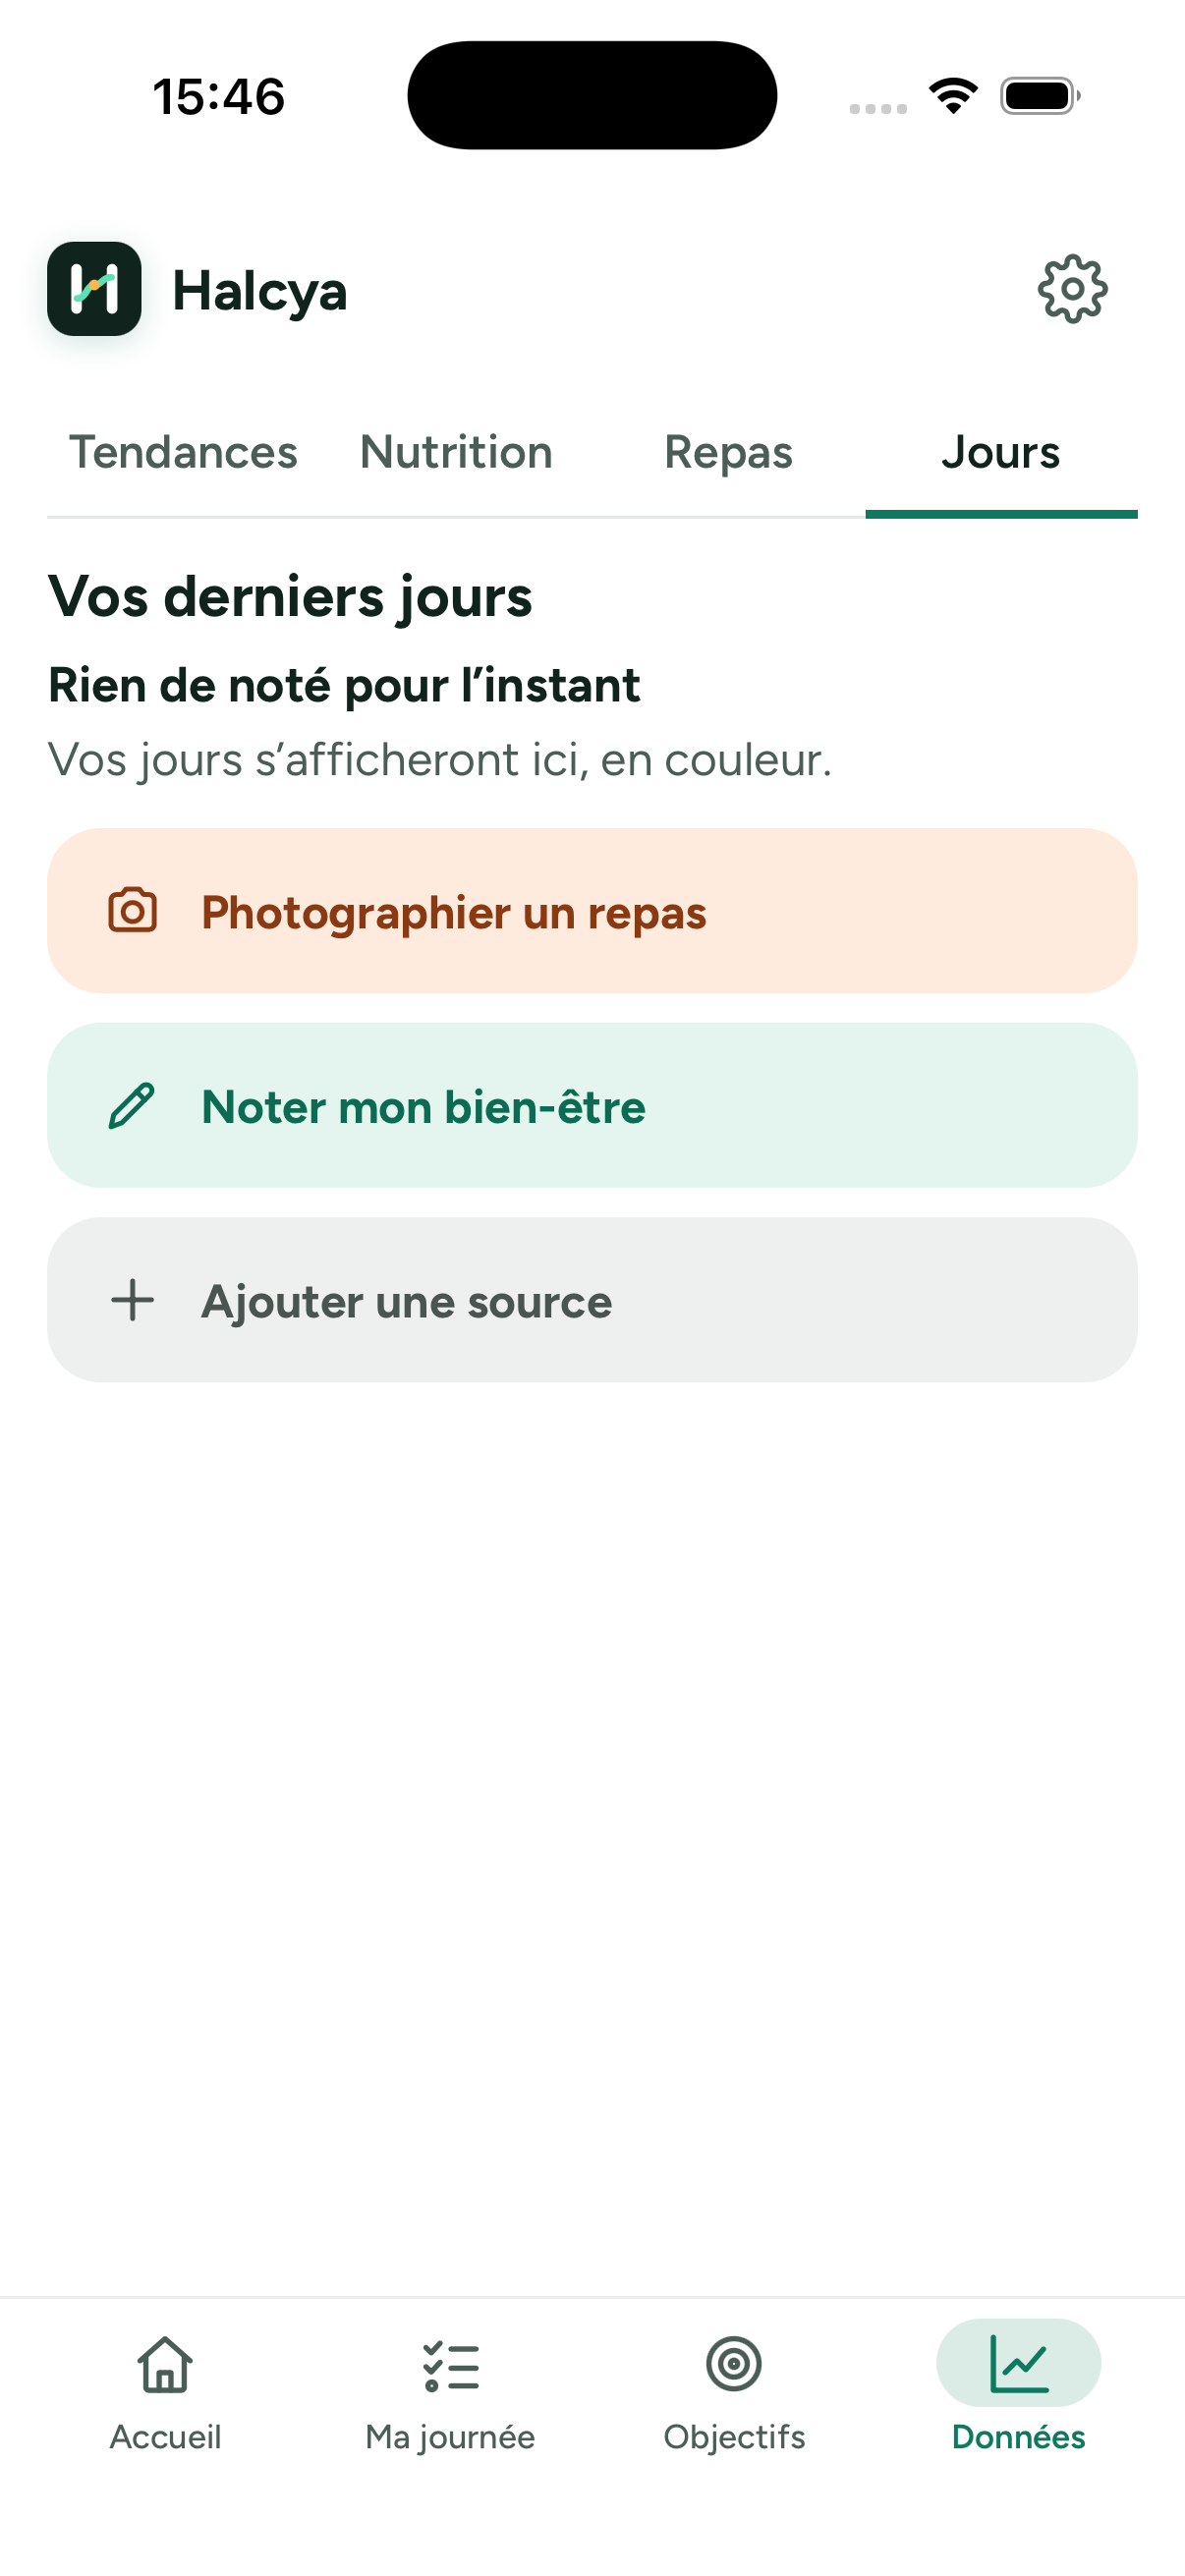 15:46
Halcya
Tendances Nutrition Repas Jours
Vos derniers jours
Rien de noté pour l’instant
Vos jours s’afficheront ici, en couleur.
Photographier un repas
Noter mon bien-être
Ajouter une source
Accueil Ma journée Objectifs Données